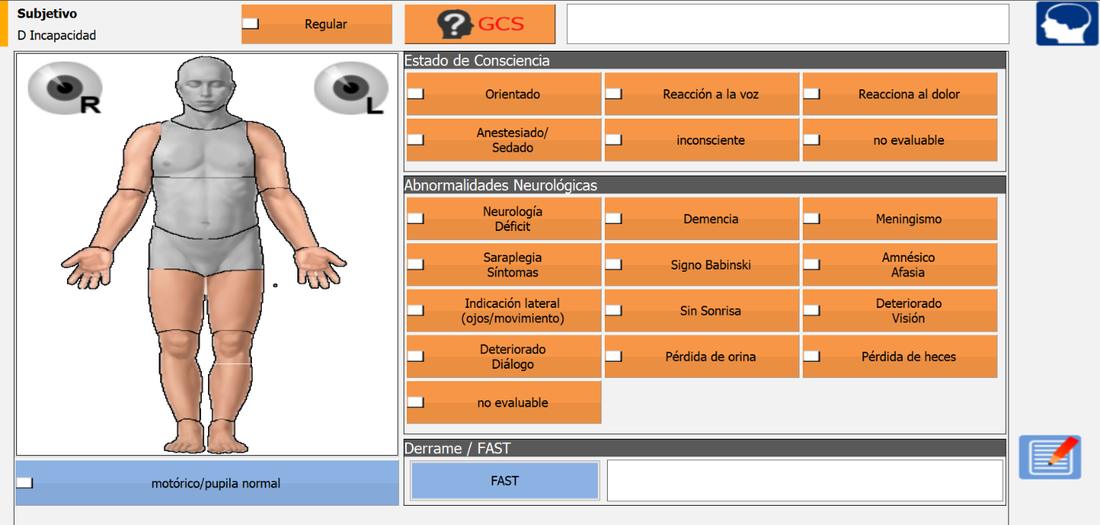 Subjetivo
D Incapacidad
Regular
? GCS
R
L
Estado de Consciencia
Orientado
Reacción a la voz
Reacciona al dolor
Anestesiado/
Sedado
inconsciente
no evaluable
Abnormalidades Neurológicas
Neurología
Déficit
Demencia
Meningismo
Saraplegia
Síntomas
Signo Babinski
Amnésico
Afasia
Indicación lateral
(ojos/movimiento)
Sin Sonrisa
Deteriorado
Visión
Deteriorado
Diálogo
Pérdida de orina
Pérdida de heces
no evaluable
Derrame / FAST
FAST
motórico/pupila normal